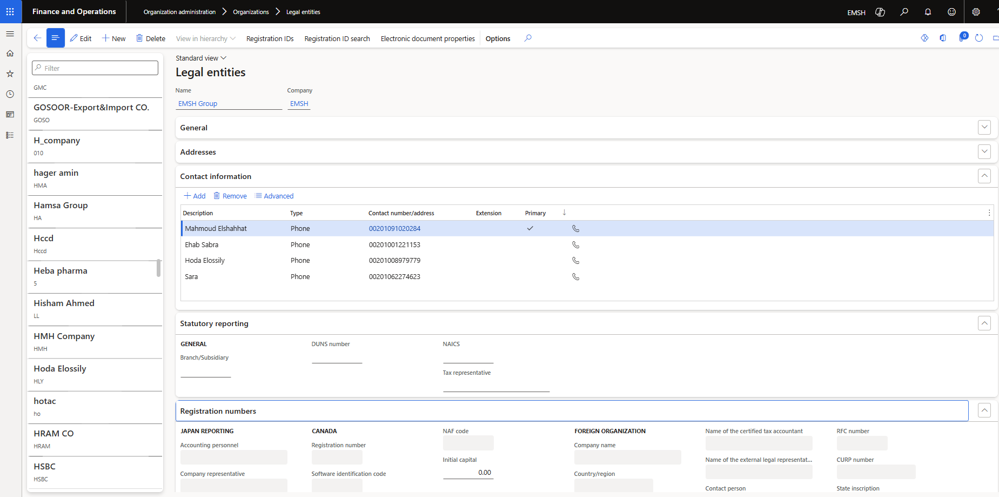 Finance and Operations
Organization administration > Organizations > Legal entities
EMSH
Edit
New
Delete
View in hierarchy
Registration IDs
Registration ID search
Electronic document properties
Options
0
Filter
GMC
GOSOOR-Export&Import CO.
GOSO
H_company
010
hager amin
HMA
Hamsa Group
HA
Hccd
Hccd
Heba pharma
5
Hisham Ahmed
LL
HMH Company
HMH
Hoda Elossily
HLY
hotac
ho
HRAM CO
HRAM
HSBC
HSBC
Standard view
Legal entities
Name Company
EMSH Group EMSH
General
Addresses
Contact information
Add Remove Advanced
Description Type Contact number/address Extension Primary
Mahmoud Elshahhat Phone 00201091020284
Ehab Sabra Phone 00201001221153
Hoda Elossily Phone 00201008979779
Sara Phone 00201062274623
Statutory reporting
GENERAL
Branch/Subsidiary
DUNS number
NAICS
Tax representative
Registration numbers
JAPAN REPORTING
Accounting personnel
Company representative
CANADA
Registration number
Software identification code
NAF code
Initial capital
0.00
FOREIGN ORGANIZATION
Company name
Country/region
Name of the certified tax accountant
Name of the external legal representat...
Contact person
RFC number
CURP number
State inscription